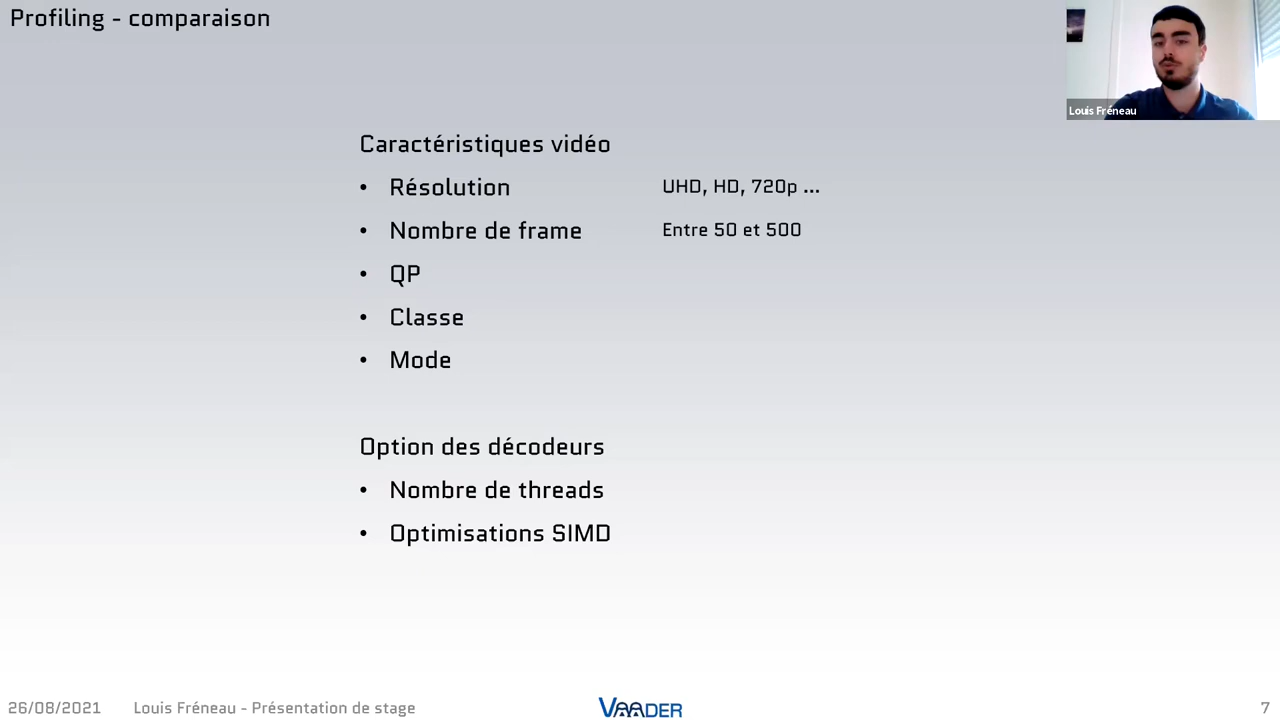 Profiling - comparaison
Louis Fréneau
Caractéristiques vidéo
• Résolution UHD, HD, 720p ...
• Nombre de frame Entre 50 et 500
• QP
• Classe
• Mode
Option des décodeurs
• Nombre de threads
• Optimisations SIMD
26/08/2021 Louis Fréneau - Présentation de stage VAADER 7